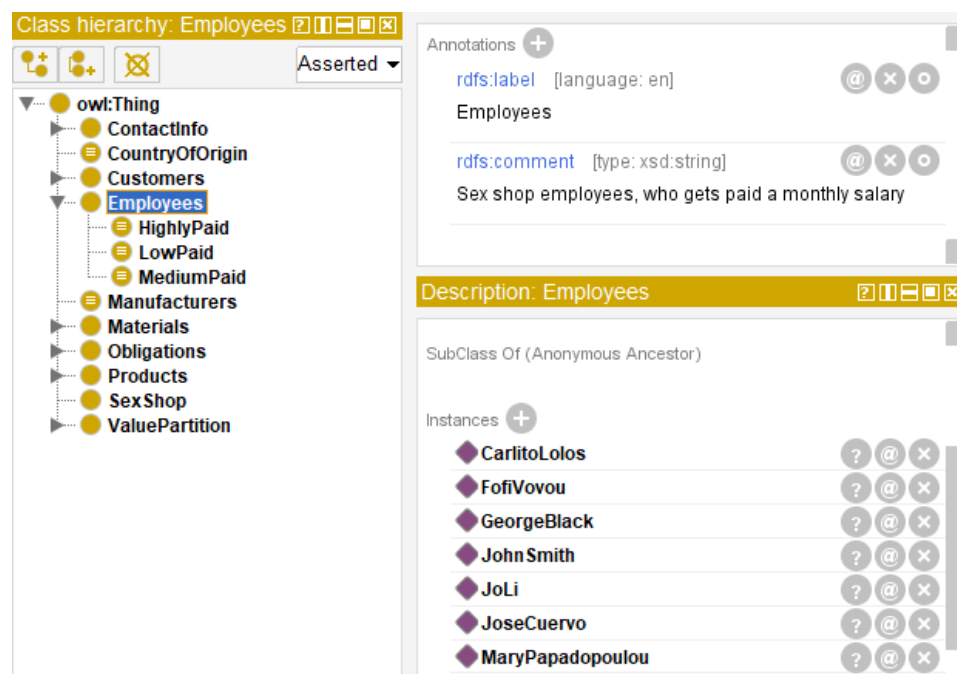 Class hierarchy: Employees
Asserted
owl:Thing
ContactInfo
CountryOfOrigin
Customers
Employees
HighlyPaid
LowPaid
MediumPaid
Manufacturers
Materials
Obligations
Products
SexShop
ValuePartition
Annotations
rdfs:label [language: en]
Employees
rdfs:comment [type: xsd:string]
Sex shop employees, who gets paid a monthly salary
Description: Employees
SubClass Of (Anonymous Ancestor)
Instances
CarlitoLolos
FofiVovou
GeorgeBlack
JohnSmith
JoLi
JoseCuervo
MaryPapadopoulou